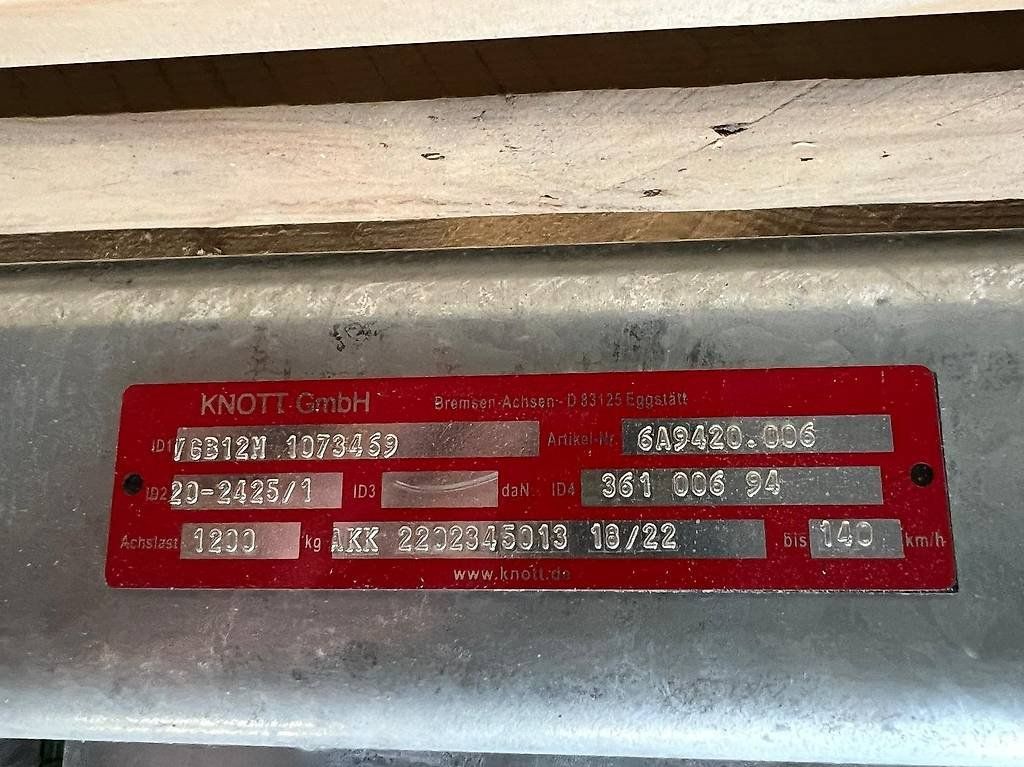 KNOTT GmbH Bremsen-Achsen- D 83125 Eggstätt
ID1 VGB12M 1073469 Artikel-Nr. 6A9420.006
ID2 20-2425/1 ID3 daN ID4 361 006 94
Achslast 1200 kg AKK 2202345013 18/22 bis 140 km/h
www.knott.de